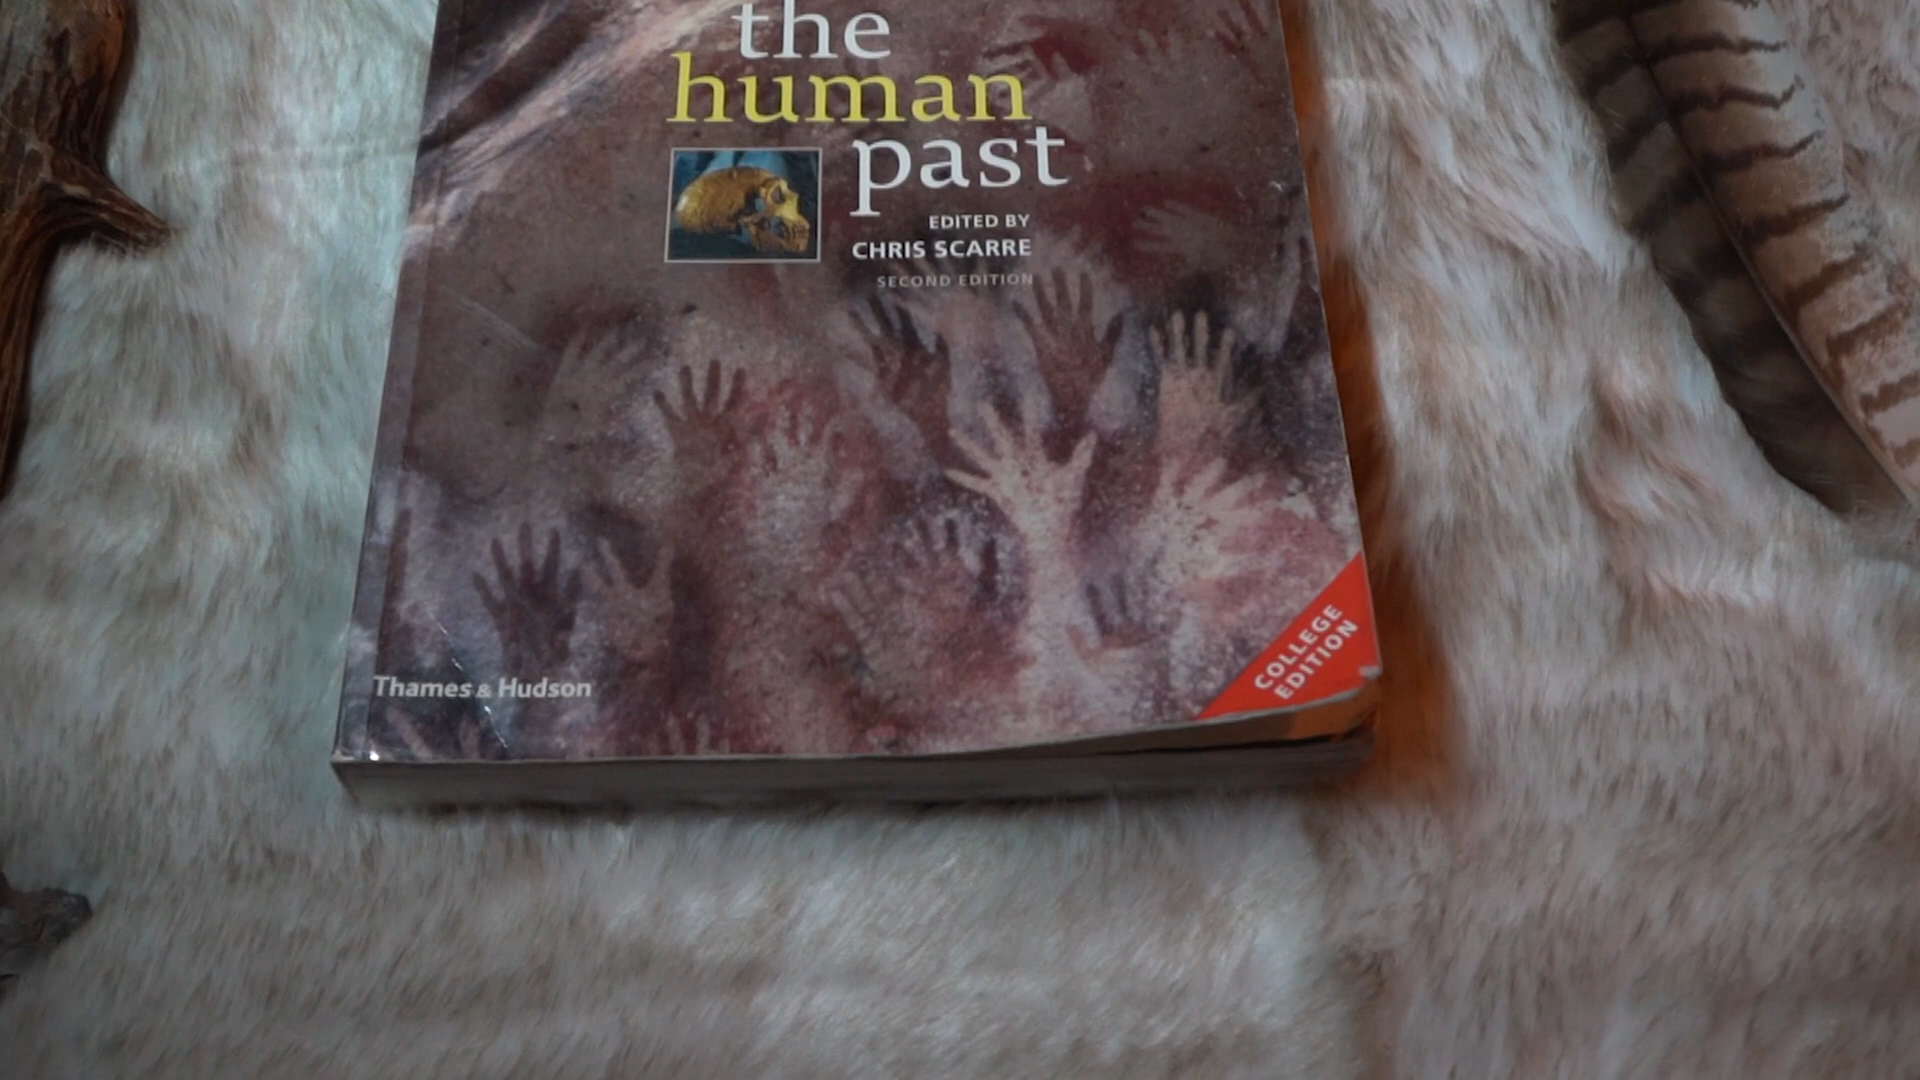 the
human
past
EDITED BY
CHRIS SCARRE
SECOND EDITION
COLLEGE
EDITION
Thames & Hudson